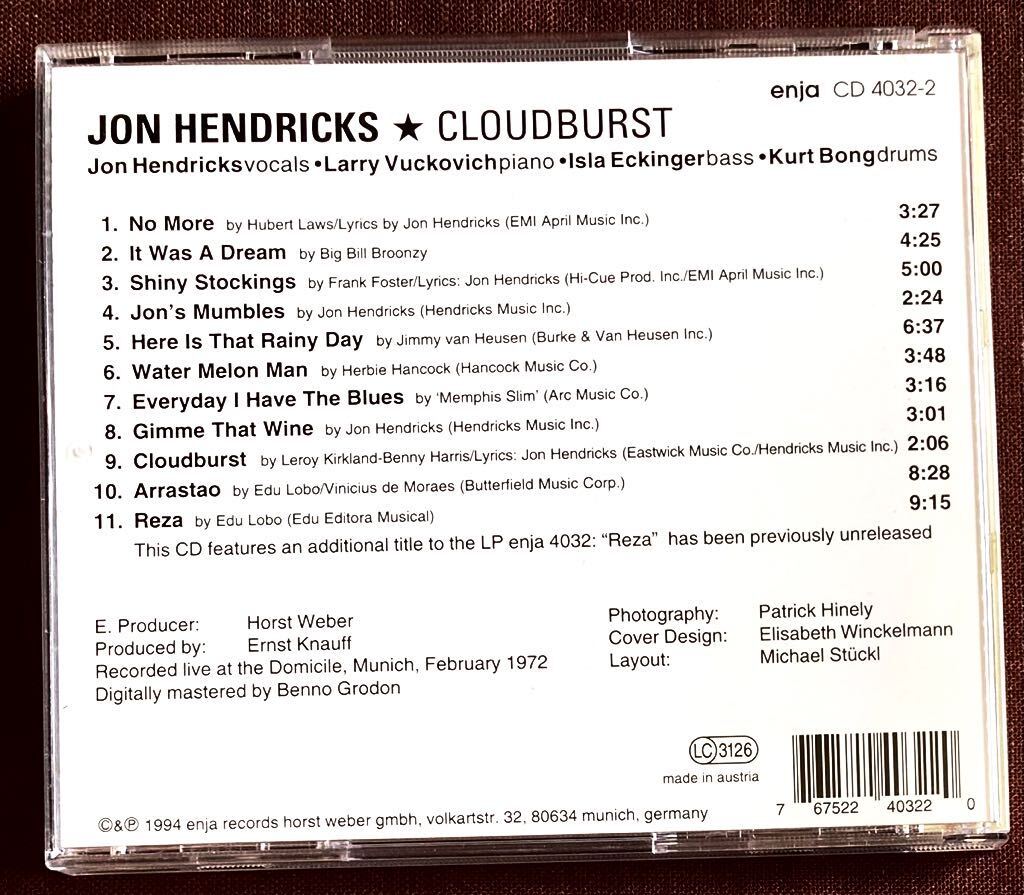 enja CD 4032-2
JON HENDRICKS ★ CLOUDBURST
Jon Hendricksvocals •Larry Vuckovichpiano •Isla Eckingerbass •Kurt Bongdrums
1. No More by Hubert Laws/Lyrics by Jon Hendricks (EMI April Music Inc.) 3:27
2. It Was A Dream by Big Bill Broonzy 4:25
3. Shiny Stockings by Frank Foster/Lyrics: Jon Hendricks (Hi-Cue Prod. Inc./EMI April Music Inc.) 5:00
4. Jon's Mumbles by Jon Hendricks (Hendricks Music Inc.) 2:24
5. Here Is That Rainy Day by Jimmy van Heusen (Burke & Van Heusen Inc.) 6:37
6. Water Melon Man by Herbie Hancock (Hancock Music Co.) 3:48
7. Everyday I Have The Blues by 'Memphis Slim' (Arc Music Co.) 3:16
8. Gimme That Wine by Jon Hendricks (Hendricks Music Inc.) 3:01
9. Cloudburst by Leroy Kirkland-Benny Harris/Lyrics: Jon Hendricks (Eastwick Music Co./Hendricks Music Inc.) 2:06
10. Arrastao by Edu Lobo/Vinicius de Moraes (Butterfield Music Corp.) 8:28
11. Reza by Edu Lobo (Edu Editora Musical) 9:15
This CD features an additional title to the LP enja 4032: "Reza" has been previously unreleased
E. Producer: Horst Weber
Produced by: Ernst Knauff
Recorded live at the Domicile, Munich, February 1972
Digitally mastered by Benno Grodon
Photography: Patrick Hinely
Cover Design: Elisabeth Winckelmann
Layout: Michael Stückl
LC 3126
made in austria
7 67522 40322 0
©&℗ 1994 enja records horst weber gmbh, volkartstr. 32, 80634 munich, germany